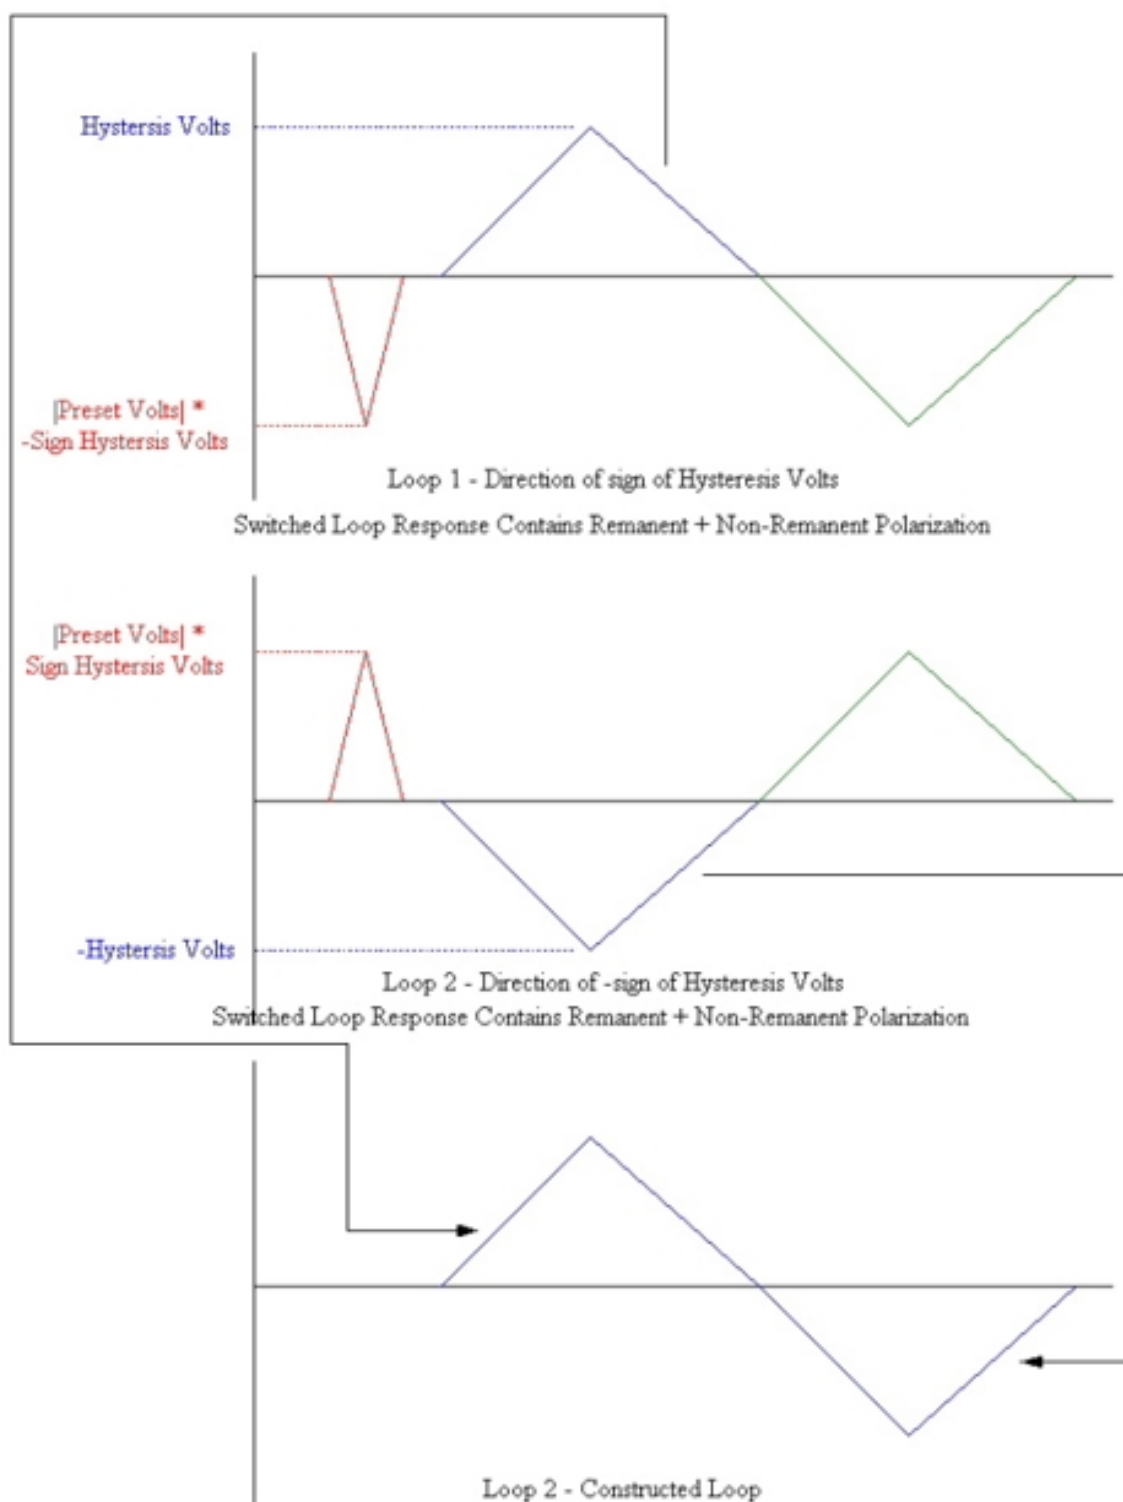 Hystersis Volts
|Preset Volts| *
-Sign Hystersis Volts
Loop 1 - Direction of sign of Hysteresis Volts
Switched Loop Response Contains Remanent + Non-Remanent Polarization
|Preset Volts| *
Sign Hystersis Volts
-Hystersis Volts
Loop 2 - Direction of -sign of Hysteresis Volts
Switched Loop Response Contains Remanent + Non-Remanent Polarization
Loop 2 - Constructed Loop